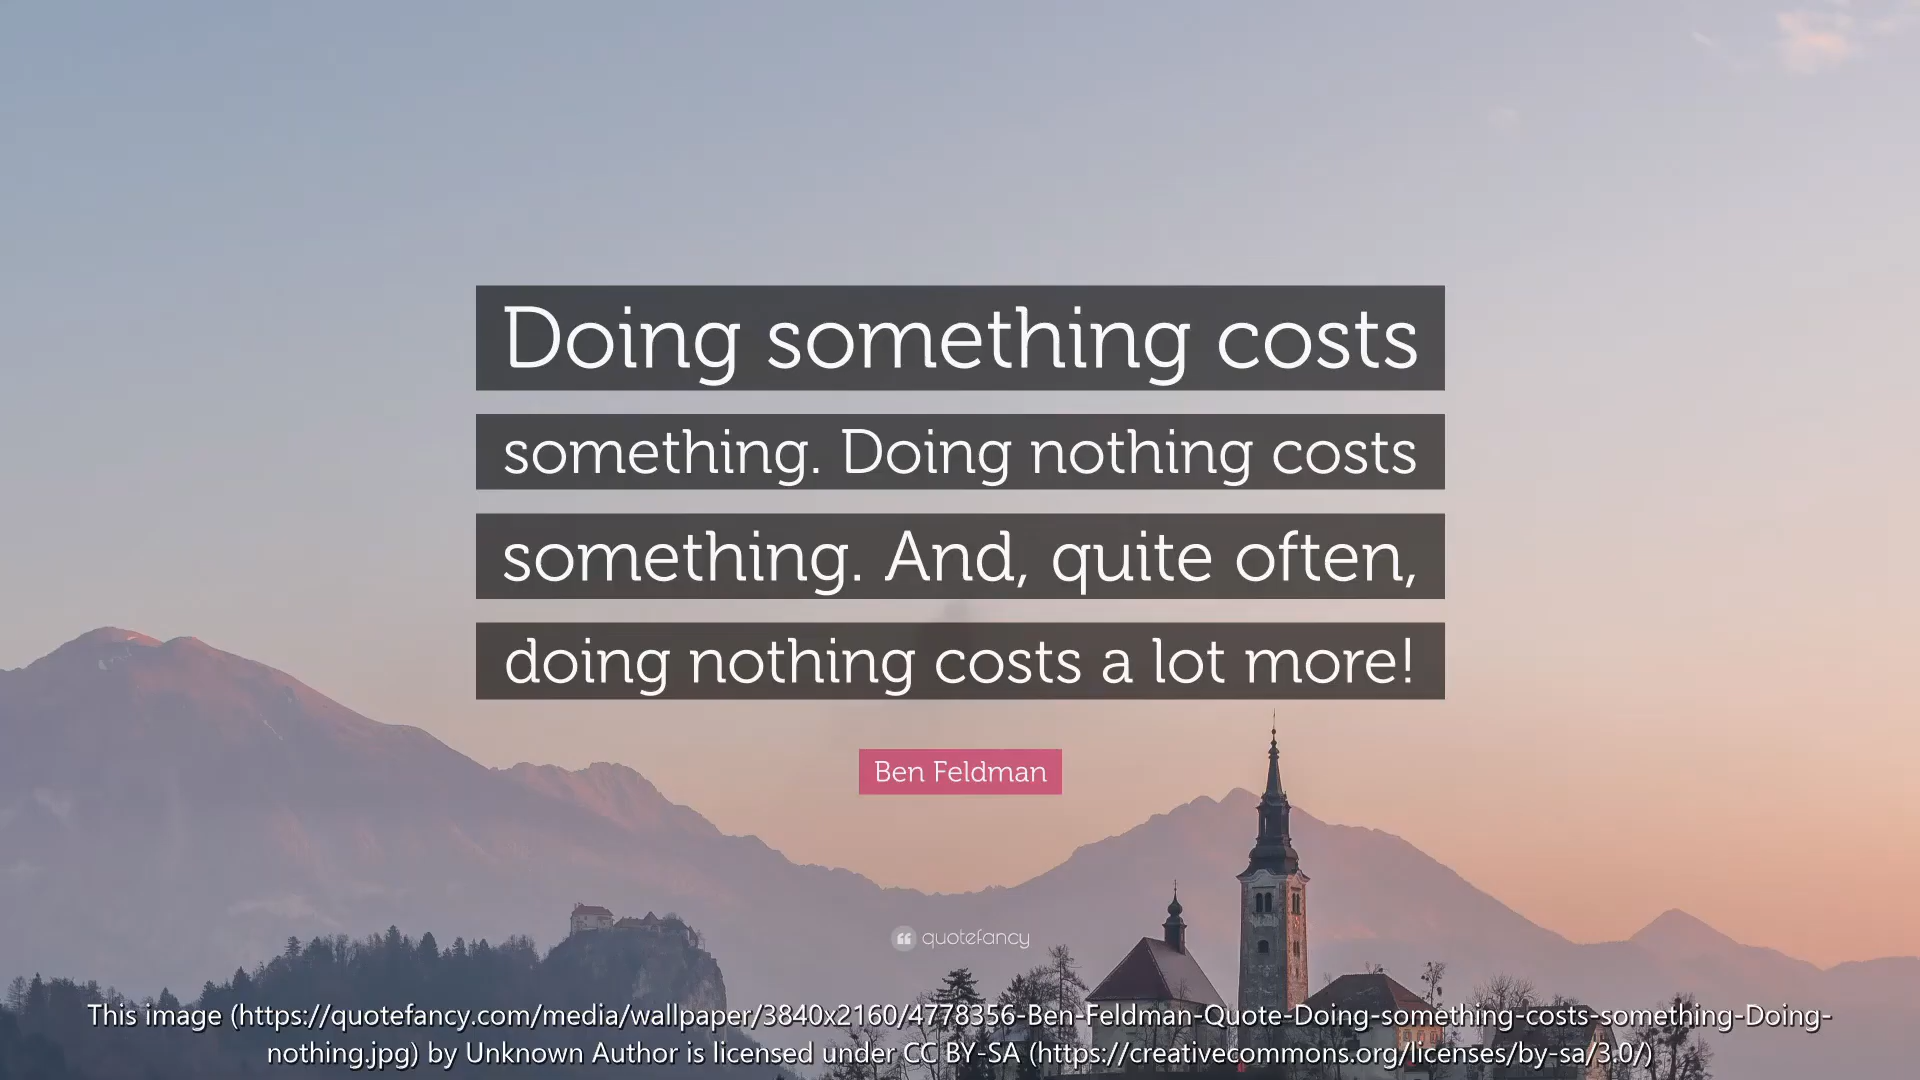 Doing something costs
something. Doing nothing costs
something. And, quite often,
doing nothing costs a lot more!
Ben Feldman
quotefancy
This image (https://quotefancy.com/media/wallpaper/3840x2160/4778356-Ben-Feldman-Quote-Doing-something-costs-something-Doing-
nothing.jpg) by Unknown Author is licensed under CC BY-SA (https://creativecommons.org/licenses/by-sa/3.0/)